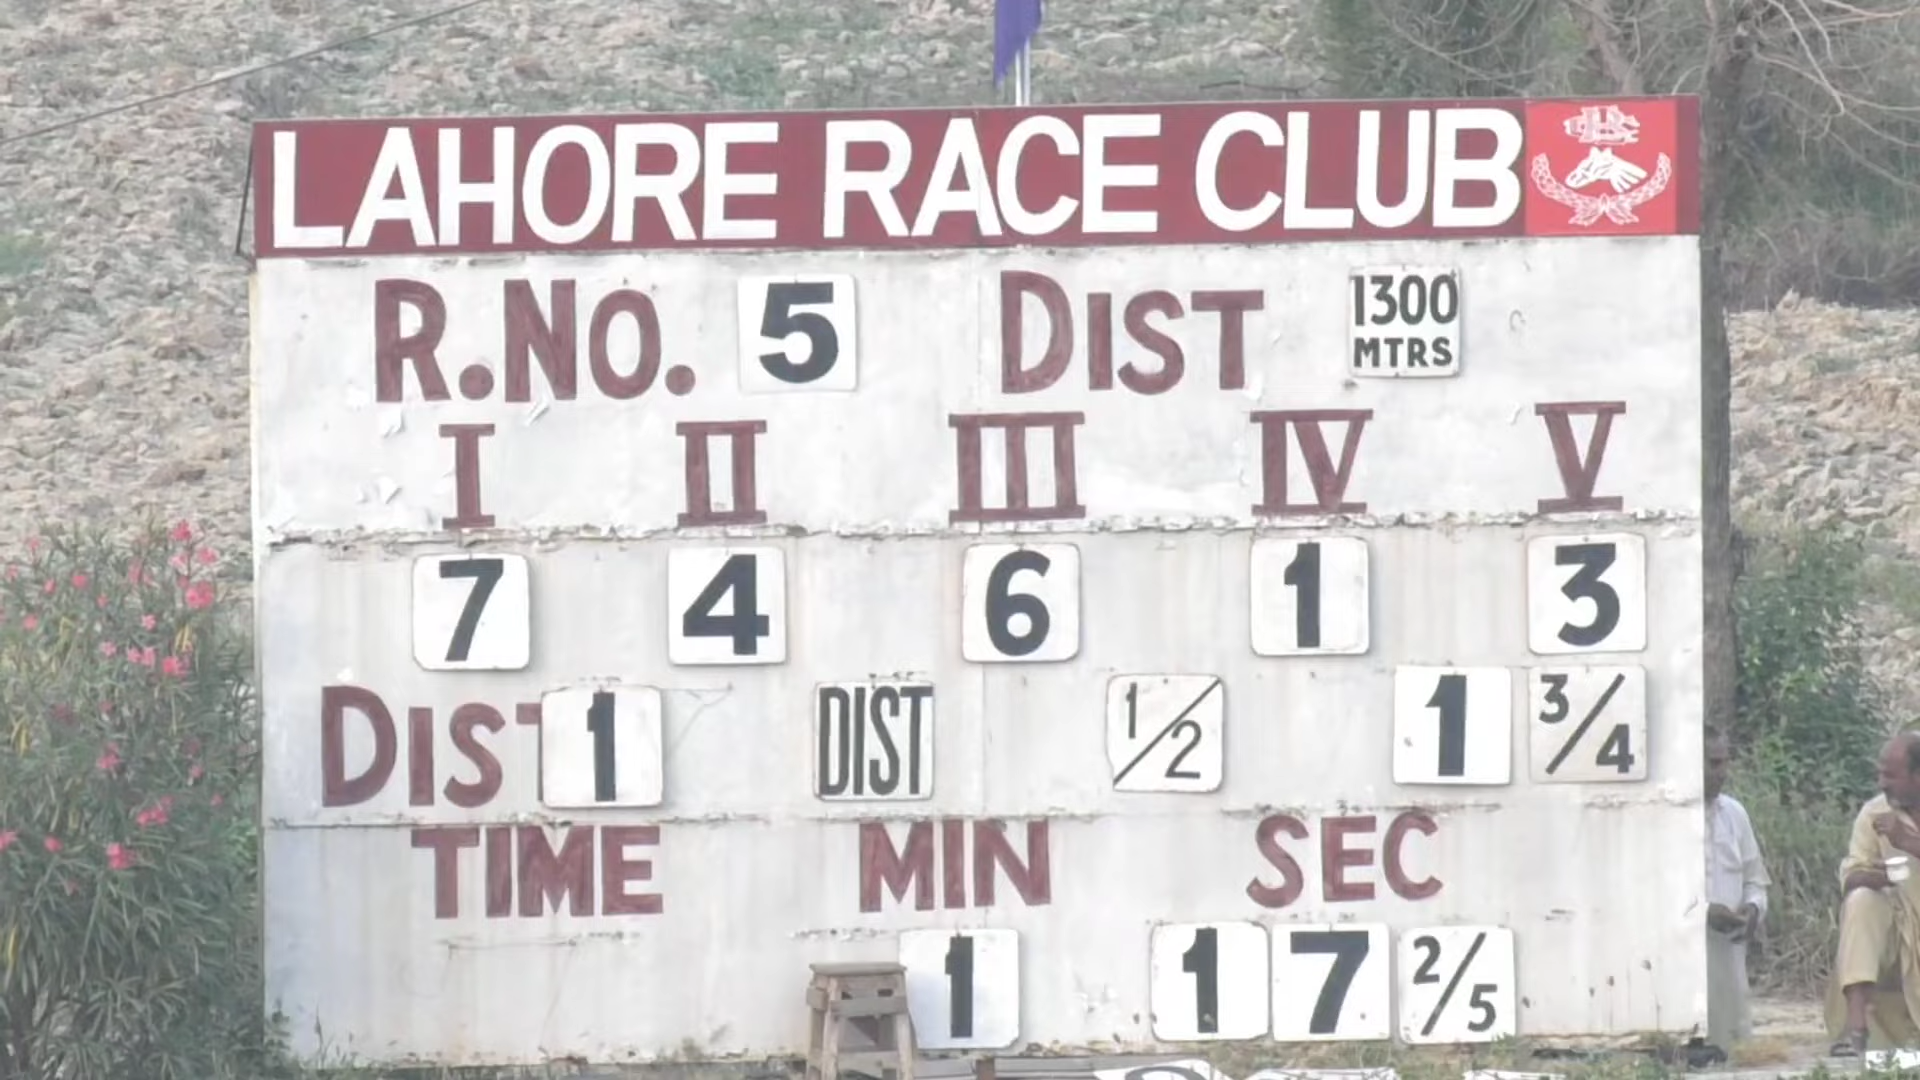 LAHORE RACE CLUB
R.NO. 5 DIST 1300 MTRS
I II III IV V
7 4 6 1 3
DIST 1 DIST 1/2 1 3/4
TIME MIN SEC
1 17 2/5